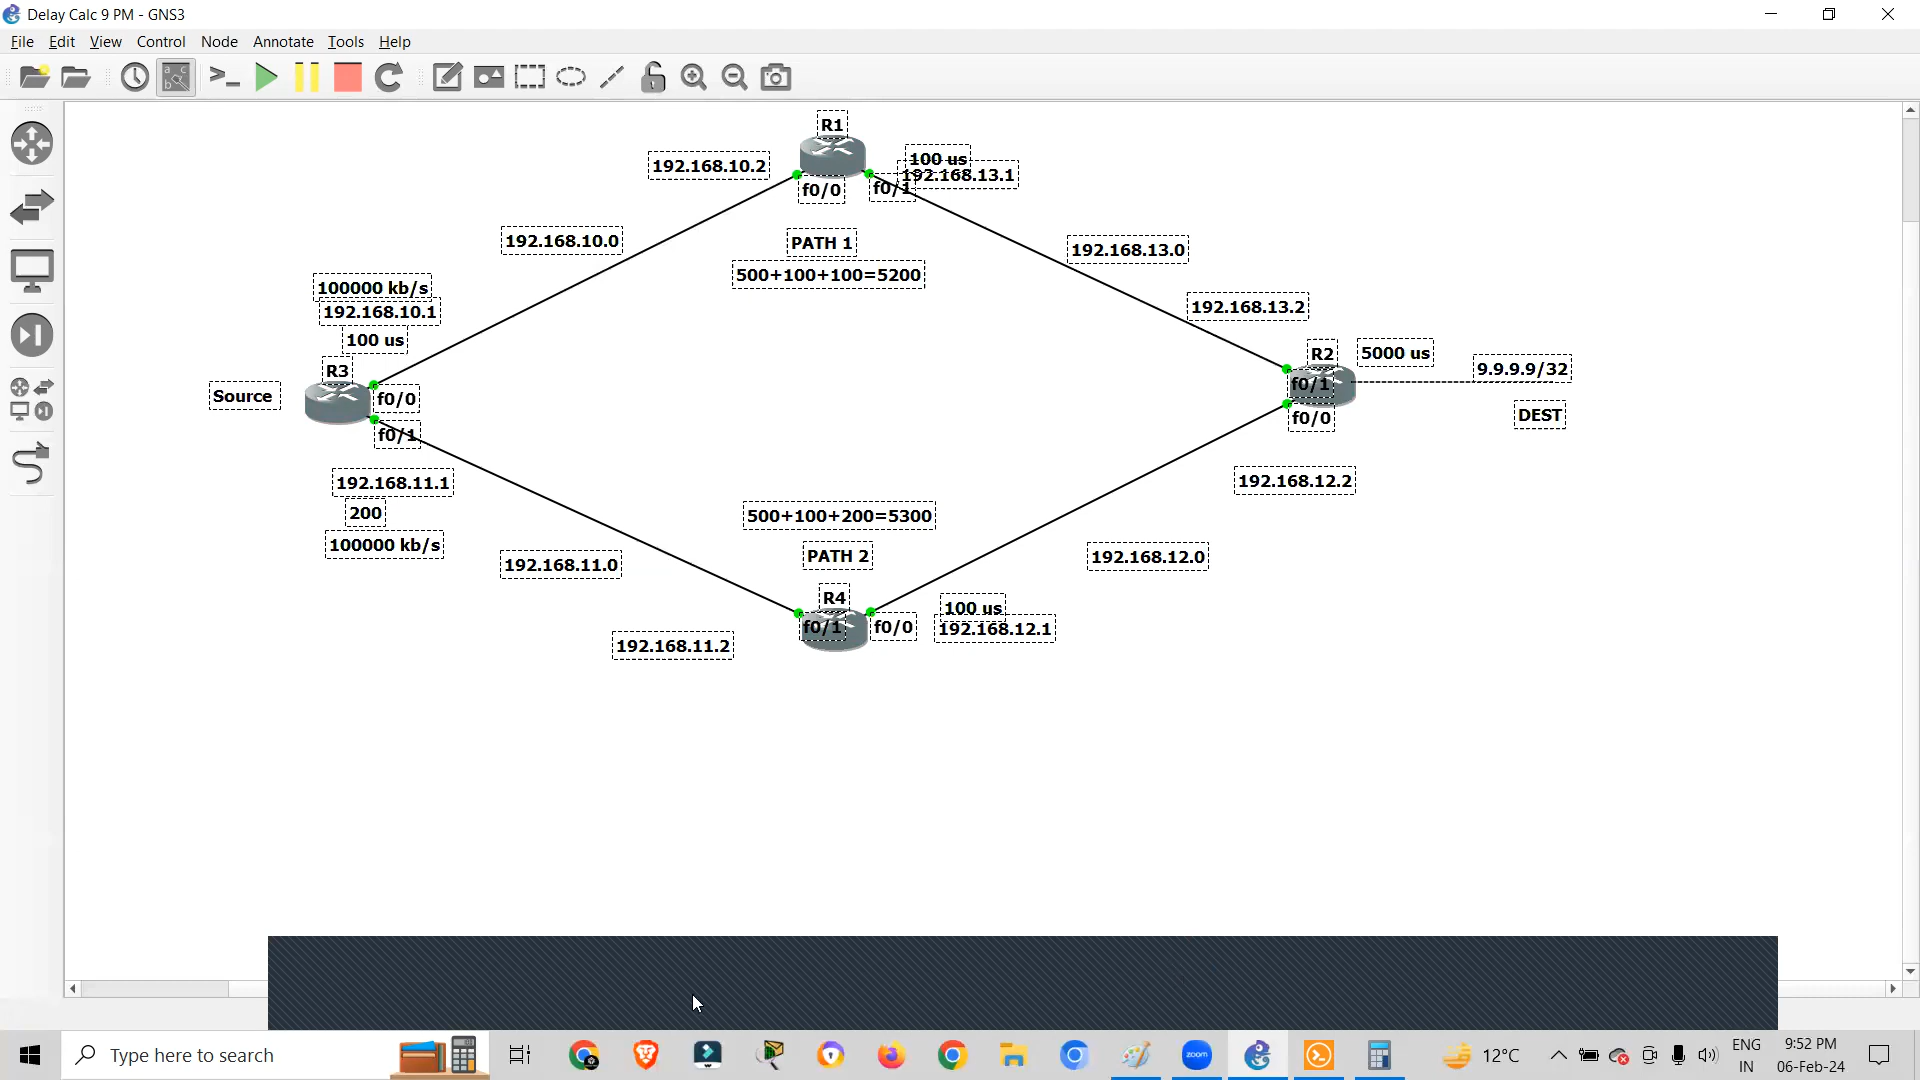 Delay Calc 9 PM - GNS3
File Edit View Control Node Annotate Tools Help
R1
192.168.10.2
100 us
192.168.13.1
f0/0
f0/1
192.168.10.0
PATH 1
192.168.13.0
500+100+100=5200
100000 kb/s
192.168.10.1
192.168.13.2
100 us
R3
R2
5000 us
9.9.9.9/32
Source
f0/0
f0/1
DEST
f0/1
f0/0
192.168.11.1
192.168.12.2
200
500+100+200=5300
100000 kb/s
PATH 2
192.168.11.0
192.168.12.0
R4
100 us
f0/1
f0/0
192.168.12.1
192.168.11.2
Type here to search
zoom
12°C
ENG
IN
9:52 PM
06-Feb-24